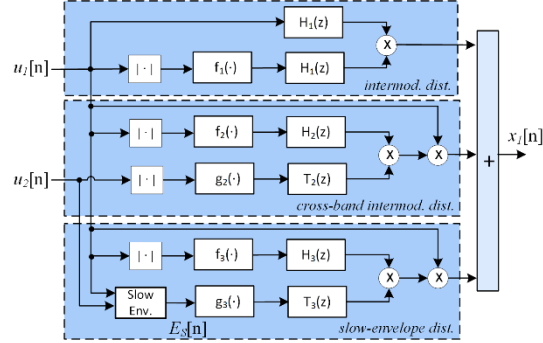 H₁(z)
X
u₁[n]
|·|
f₁(·)
H₁(z)
intermod. dist.
|·|
f₂(·)
H₂(z)
X
X
x₁[n]
+
u₂[n]
|·|
g₂(·)
T₂(z)
cross-band intermod. dist.
|·|
f₃(·)
H₃(z)
X
X
Slow
Env.
g₃(·)
T₃(z)
E_S[n]
slow-envelope dist.